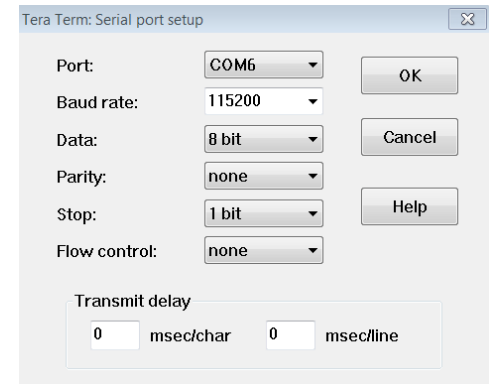 Tera Term: Serial port setup
Port: COM6 OK
Baud rate: 115200
Data: 8 bit Cancel
Parity: none
Stop: 1 bit Help
Flow control: none
Transmit delay
0 msec/char 0 msec/line